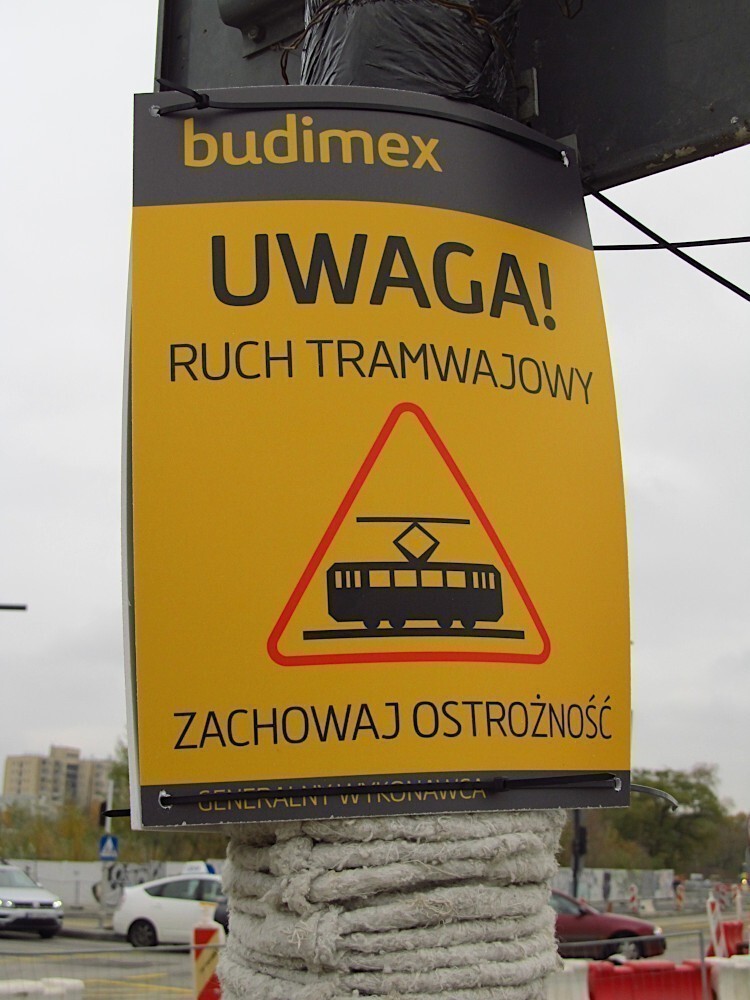 budimex
UWAGA!
RUCH TRAMWAJOWY
ZACHOWAJ OSTROŻNOŚĆ
GENERALNY WYKONAWCA